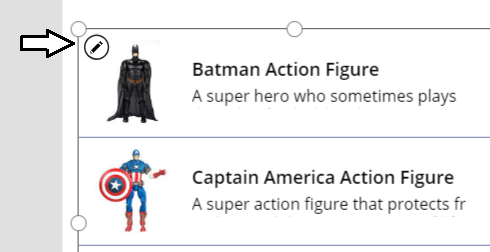 Batman Action Figure
A super hero who sometimes plays
Captain America Action Figure
A super action figure that protects fr